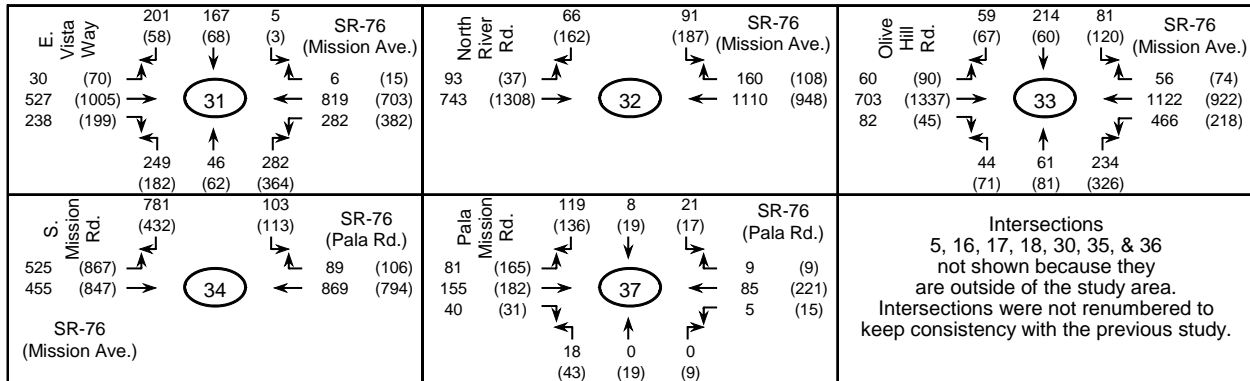 E.
Vista
Way
201 167 5
(58) (68) (3)
SR-76
(Mission Ave.)
30 (70)
527 (1005)
238 (199)
31
6 (15)
819 (703)
282 (382)
249 46 282
(182) (62) (364)
North
River
Rd.
66 91
(162) (187)
SR-76
(Mission Ave.)
93 (37)
743 (1308)
32
160 (108)
1110 (948)
Olive
Hill
Rd.
59 214 81
(67) (60) (120)
SR-76
(Mission Ave.)
60 (90)
703 (1337)
82 (45)
33
56 (74)
1122 (922)
466 (218)
44 61 234
(71) (81) (326)
S.
Mission
Rd.
781 103
(432) (113)
SR-76
(Pala Rd.)
525 (867)
455 (847)
34
89 (106)
869 (794)
SR-76
(Mission Ave.)
Pala
Mission
Rd.
119 8 21
(136) (19) (17)
SR-76
(Pala Rd.)
81 (165)
155 (182)
40 (31)
37
9 (9)
85 (221)
5 (15)
18 0 0
(43) (19) (9)
Intersections
5, 16, 17, 18, 30, 35, & 36
not shown because they
are outside of the study area.
Intersections were not renumbered to
keep consistency with the previous study.